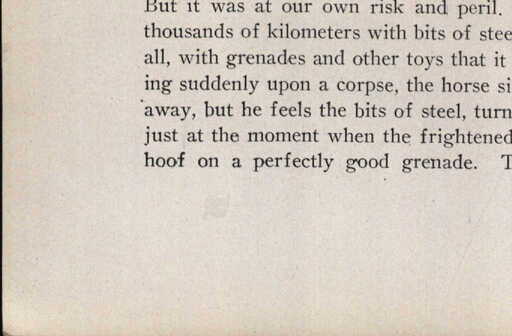 But it was at our own risk and peril.
thousands of kilometers with bits of stee
all, with grenades and other toys that it
ing suddenly upon a corpse, the horse si
away, but he feels the bits of steel, turn
just at the moment when the frightened
hoof on a perfectly good grenade. T